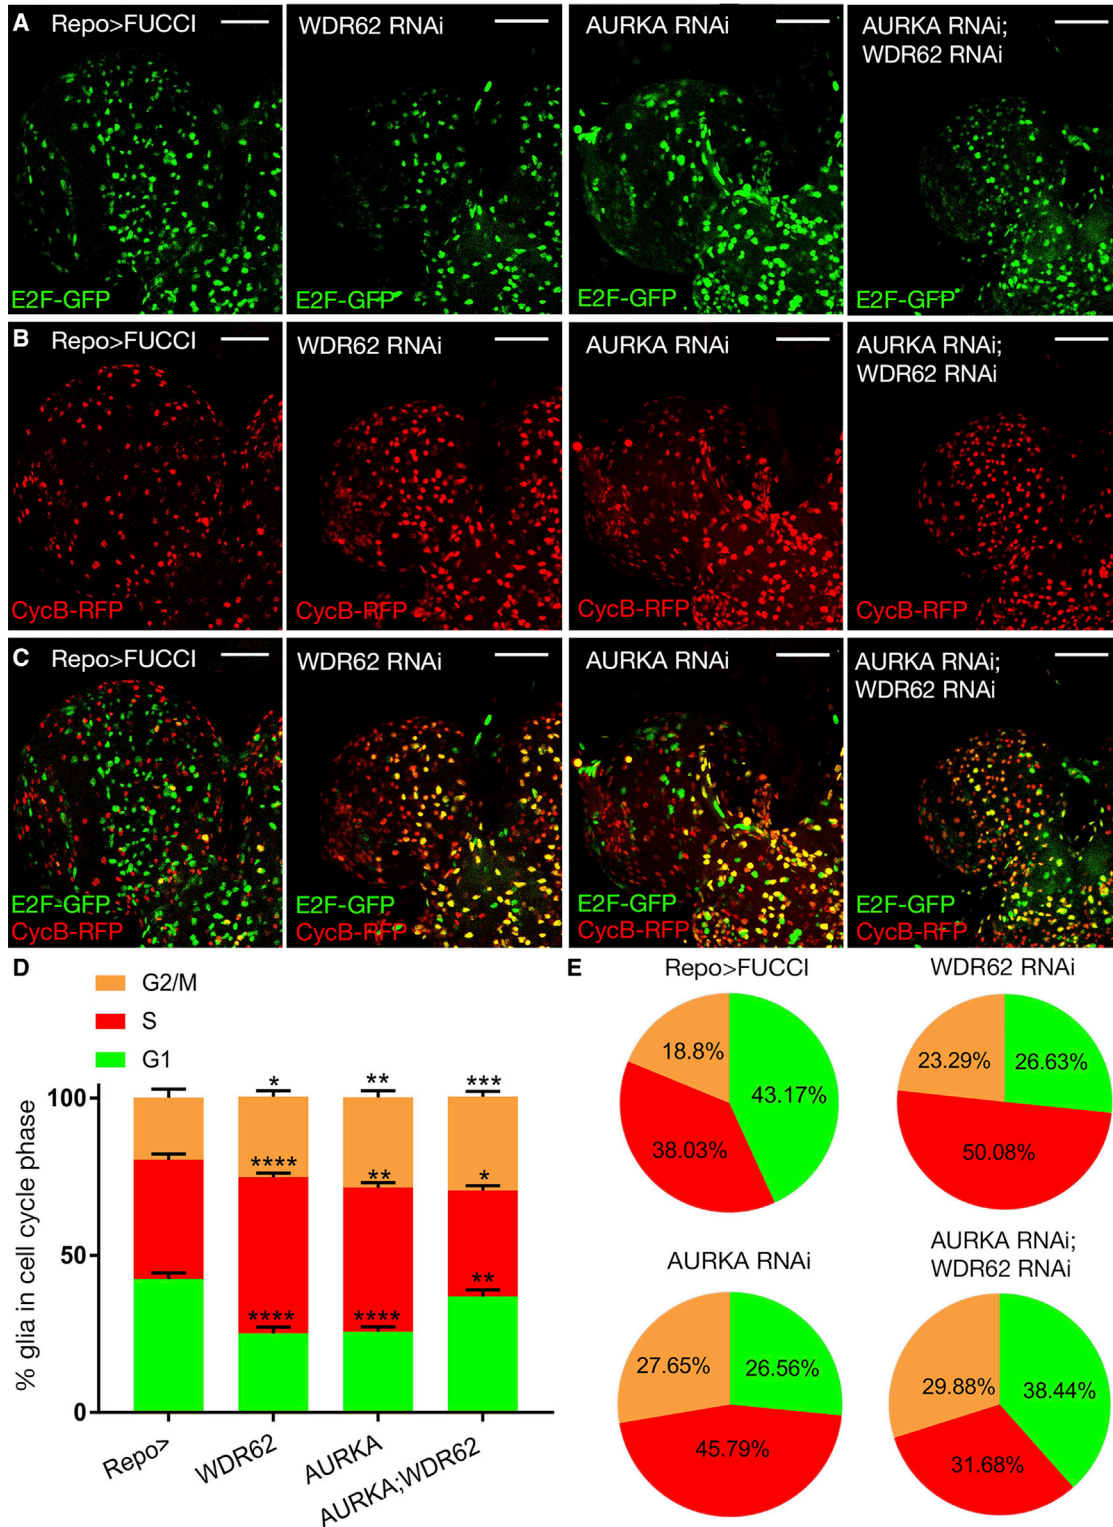 A
Repo>FUCCI
WDR62 RNAi
AURKA RNAi
AURKA RNAi;
WDR62 RNAi
E2F-GFP
E2F-GFP
E2F-GFP
E2F-GFP
B
Repo>FUCCI
WDR62 RNAi
AURKA RNAi
AURKA RNAi;
WDR62 RNAi
CycB-RFP
CycB-RFP
CycB-RFP
CycB-RFP
C
Repo>FUCCI
WDR62 RNAi
AURKA RNAi
AURKA RNAi;
WDR62 RNAi
E2F-GFP
CycB-RFP
E2F-GFP
CycB-RFP
E2F-GFP
CycB-RFP
E2F-GFP
CycB-RFP
D
G2/M
S
G1
% glia in cell cycle phase
100
50
0
* ** ***
**** ** *
**** **** **
Repo>
WDR62
AURKA
AURKA;WDR62
E
Repo>FUCCI
18.8%
43.17%
38.03%
WDR62 RNAi
23.29%
26.63%
50.08%
AURKA RNAi
27.65%
26.56%
45.79%
AURKA RNAi;
WDR62 RNAi
29.88%
38.44%
31.68%